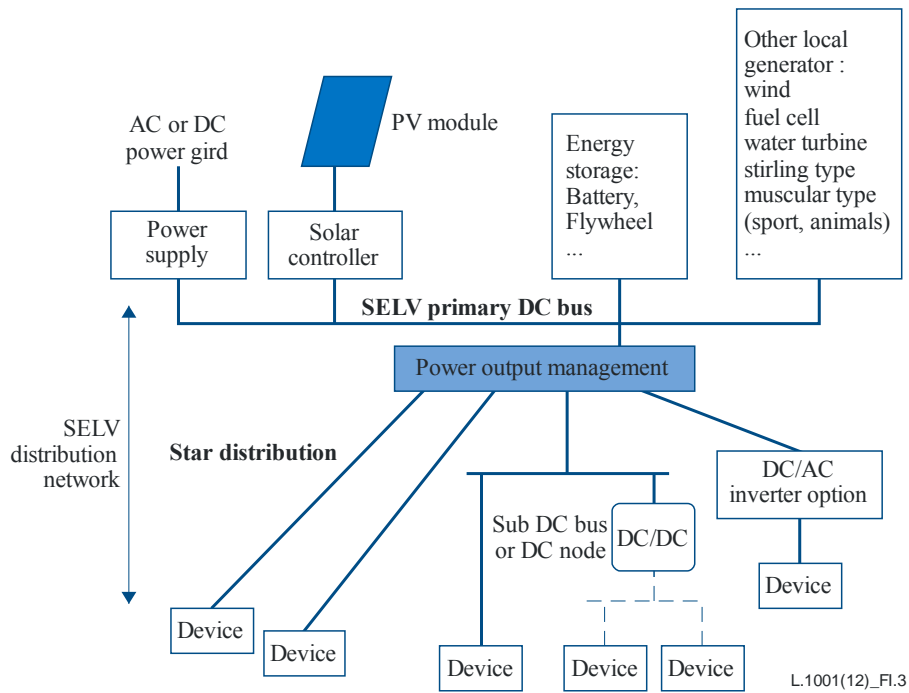 AC or DC
power gird
PV module
Energy
storage:
Battery,
Flywheel
...
Other local
generator :
wind
fuel cell
water turbine
stirling type
muscular type
(sport, animals)
...
Power
supply
Solar
controller
SELV primary DC bus
Power output management
SELV
distribution
network
Star distribution
Sub DC bus
or DC node
DC/DC
DC/AC
inverter option
Device
Device
Device
Device
Device
Device
L.1001(12)_FI.3